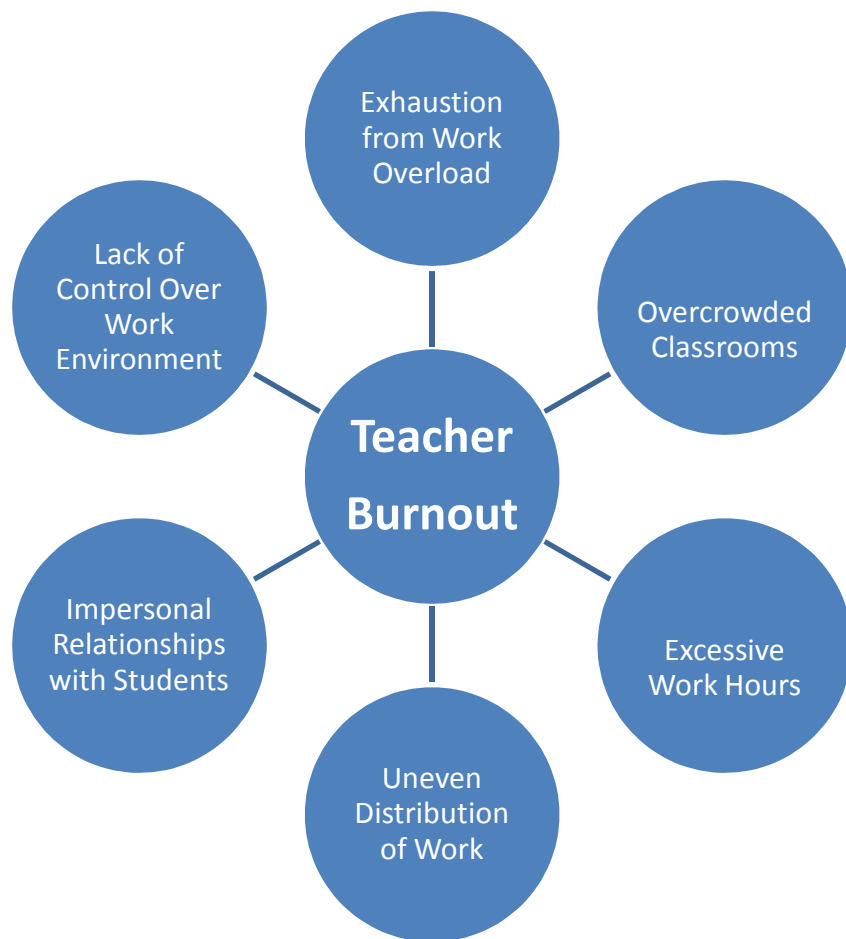 Exhaustion
from Work
Overload
Overcrowded
Classrooms
Excessive
Work Hours
Uneven
Distribution
of Work
Impersonal
Relationships
with Students
Lack of
Control Over
Work
Environment
Teacher
Burnout